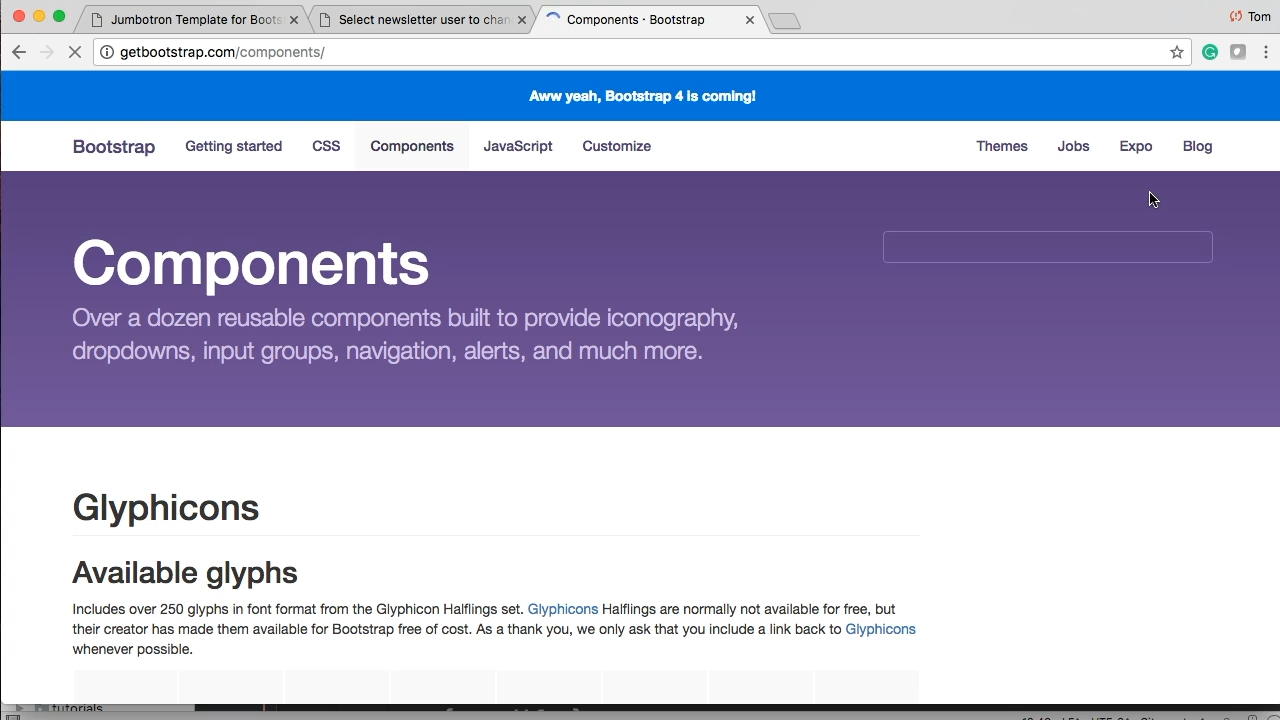 Jumbotron Template for Boots
Select newsletter user to chan
Components · Bootstrap
Tom
getbootstrap.com/components/
Aww yeah, Bootstrap 4 is coming!
Bootstrap Getting started CSS Components JavaScript Customize Themes Jobs Expo Blog
Components
Over a dozen reusable components built to provide iconography,
dropdowns, input groups, navigation, alerts, and much more.
Glyphicons
Available glyphs
Includes over 250 glyphs in font format from the Glyphicon Halflings set. Glyphicons Halflings are normally not available for free, but
their creator has made them available for Bootstrap free of cost. As a thank you, we only ask that you include a link back to Glyphicons
whenever possible.
tutorials